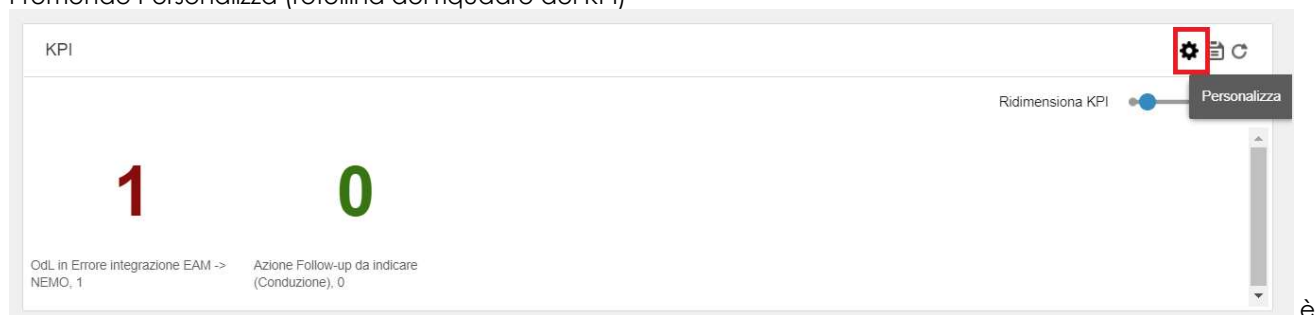 Premendo Personalizza (rotellina del riquadro dei KPI)
KPI
Personalizza
Ridimensiona KPI
1
0
OdL in Errore integrazione EAM ->
NEMO, 1
Azione Follow-up da indicare
(Conduzione), 0
è